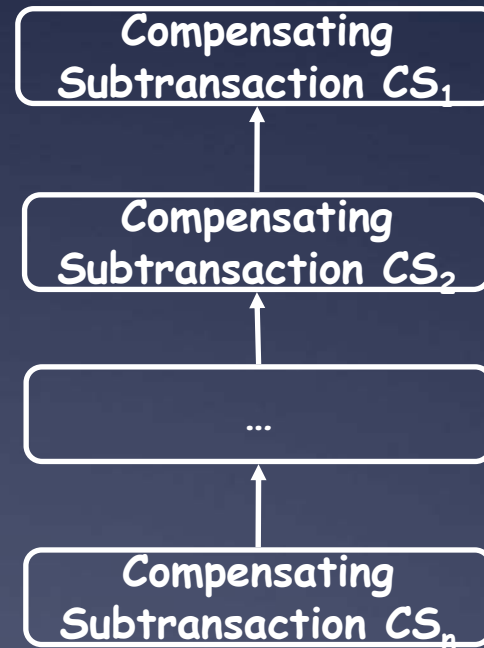 Compensating
Subtransaction CS₁
Compensating
Subtransaction CS₂
...
Compensating
Subtransaction CSₙ